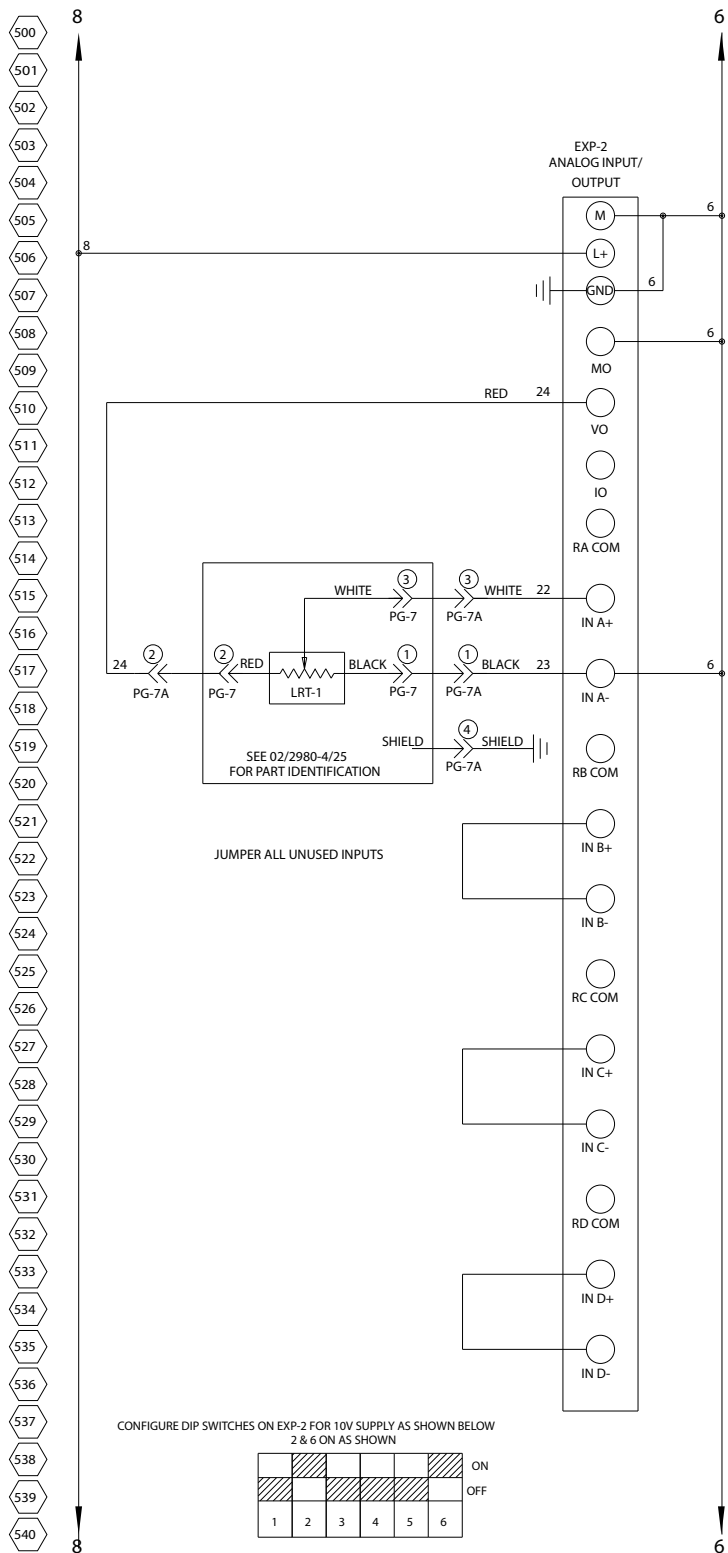 8
6
500
501
502
503
EXP-2
ANALOG INPUT/
OUTPUT
504
505
M
6
506
8
L+
507
GND
6
508
6
509
MO
510
RED 24
VO
511
512
IO
513
RA COM
514
515
WHITE
3
PG-7
3
PG-7A
WHITE 22
IN A+
516
517
24
2
PG-7A
2
PG-7
RED
LRT-1
BLACK
1
PG-7
1
PG-7A
BLACK 23
IN A-
6
518
519
SHIELD
4
PG-7A
SHIELD
SEE 02/2980-4/25
FOR PART IDENTIFICATION
RB COM
520
521
IN B+
522
JUMPER ALL UNUSED INPUTS
523
IN B-
524
525
RC COM
526
527
IN C+
528
529
IN C-
530
531
RD COM
532
533
IN D+
534
535
IN D-
536
537
CONFIGURE DIP SWITCHES ON EXP-2 FOR 10V SUPPLY AS SHOWN BELOW
2 & 6 ON AS SHOWN
538
ON
539
OFF
1 2 3 4 5 6
540
8
6